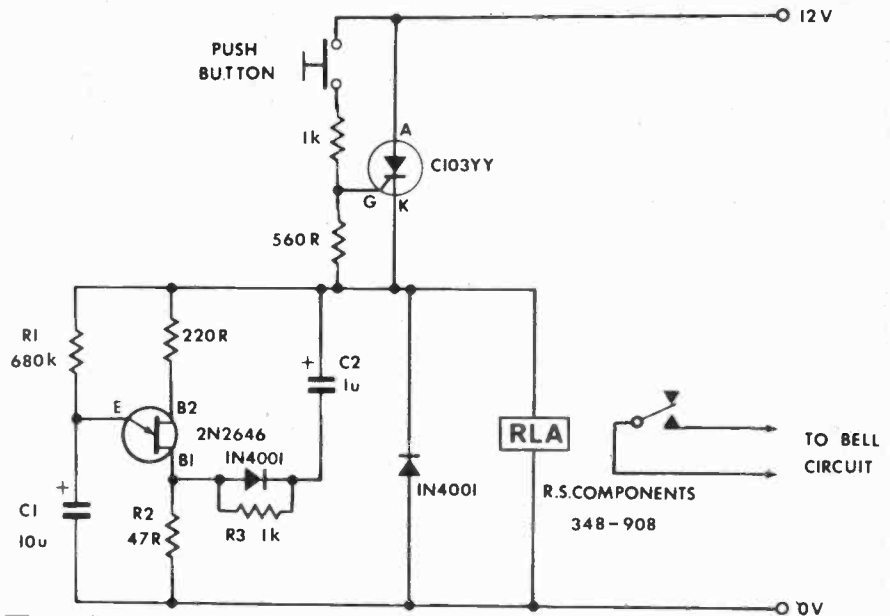 12V
PUSH
BUTTON
1k
A
C103YY
G
K
560R
R1
680k
220R
+
C2
1u
E
B2
2N2646
B1
1N4001
+
C1
10u
R2
47R
R3 1k
1N4001
RLA
R.S.COMPONENTS
348-908
TO BELL
CIRCUIT
0V